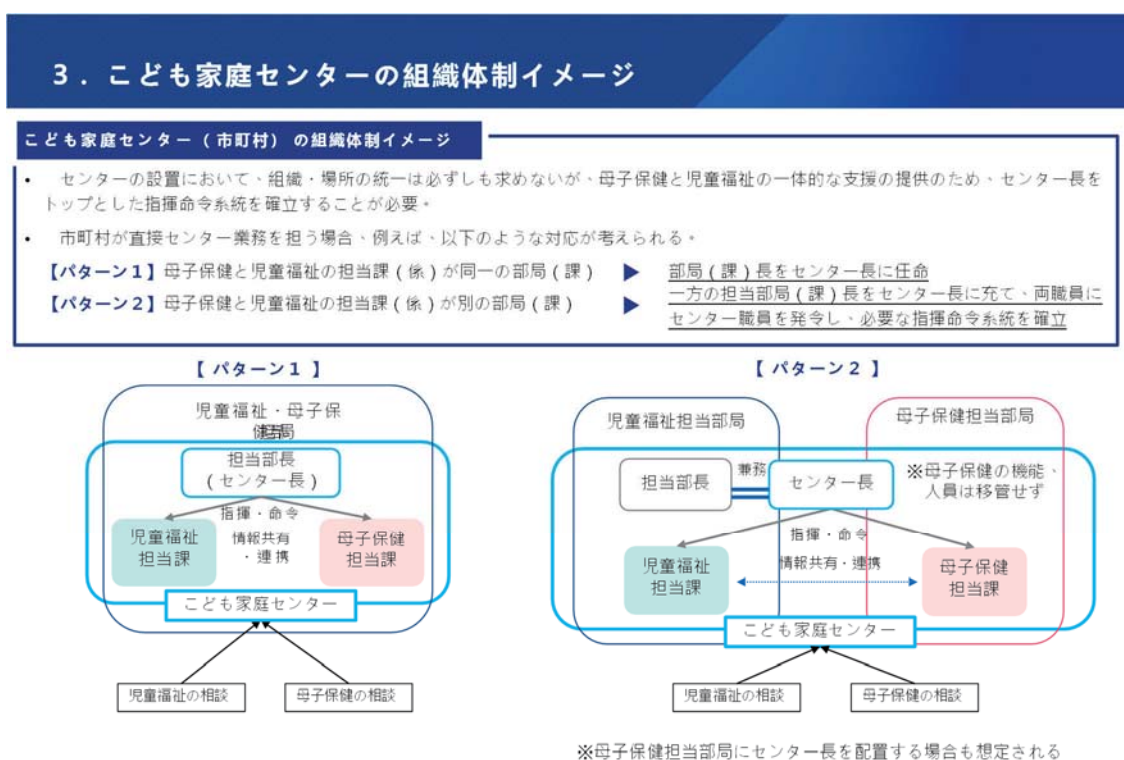 ３．こども家庭センターの組織体制イメージ
こども家庭センター（市町村） の組織体制イメージ
• センターの設置において、組織・場所の統一は必ずしも求めないが、母子保健と児童福祉の一体的な支援の提供のため、センター長を
トップとした指揮命令系統を確立することが必要。
• 市町村が直接センター業務を担う場合、例えば、以下のような対応が考えられる。
【パターン１】母子保健と児童福祉の担当課（係）が同一の部局（課） ▶ 部局（課）長をセンター長に任命
【パターン２】母子保健と児童福祉の担当課（係）が別の部局（課） ▶ 一方の担当部局（課）長をセンター長に充て、両職員に
センター職員を発令し、必要な指揮命令系統を確立
【 パターン１ 】
児童福祉・母子保
担当部長
（センター長）
指揮・命令
児童福祉
担当課
情報共有
・連携
母子保健
担当課
こども家庭センター
児童福祉の相談
母子保健の相談
【 パターン２ 】
児童福祉担当部局
母子保健担当部局
担当部長
兼務
センター長
※母子保健の機能、
人員は移管せず
指揮・命令
情報共有・連携
児童福祉
担当課
母子保健
担当課
こども家庭センター
児童福祉の相談
母子保健の相談
※母子保健担当部局にセンター長を配置する場合も想定される